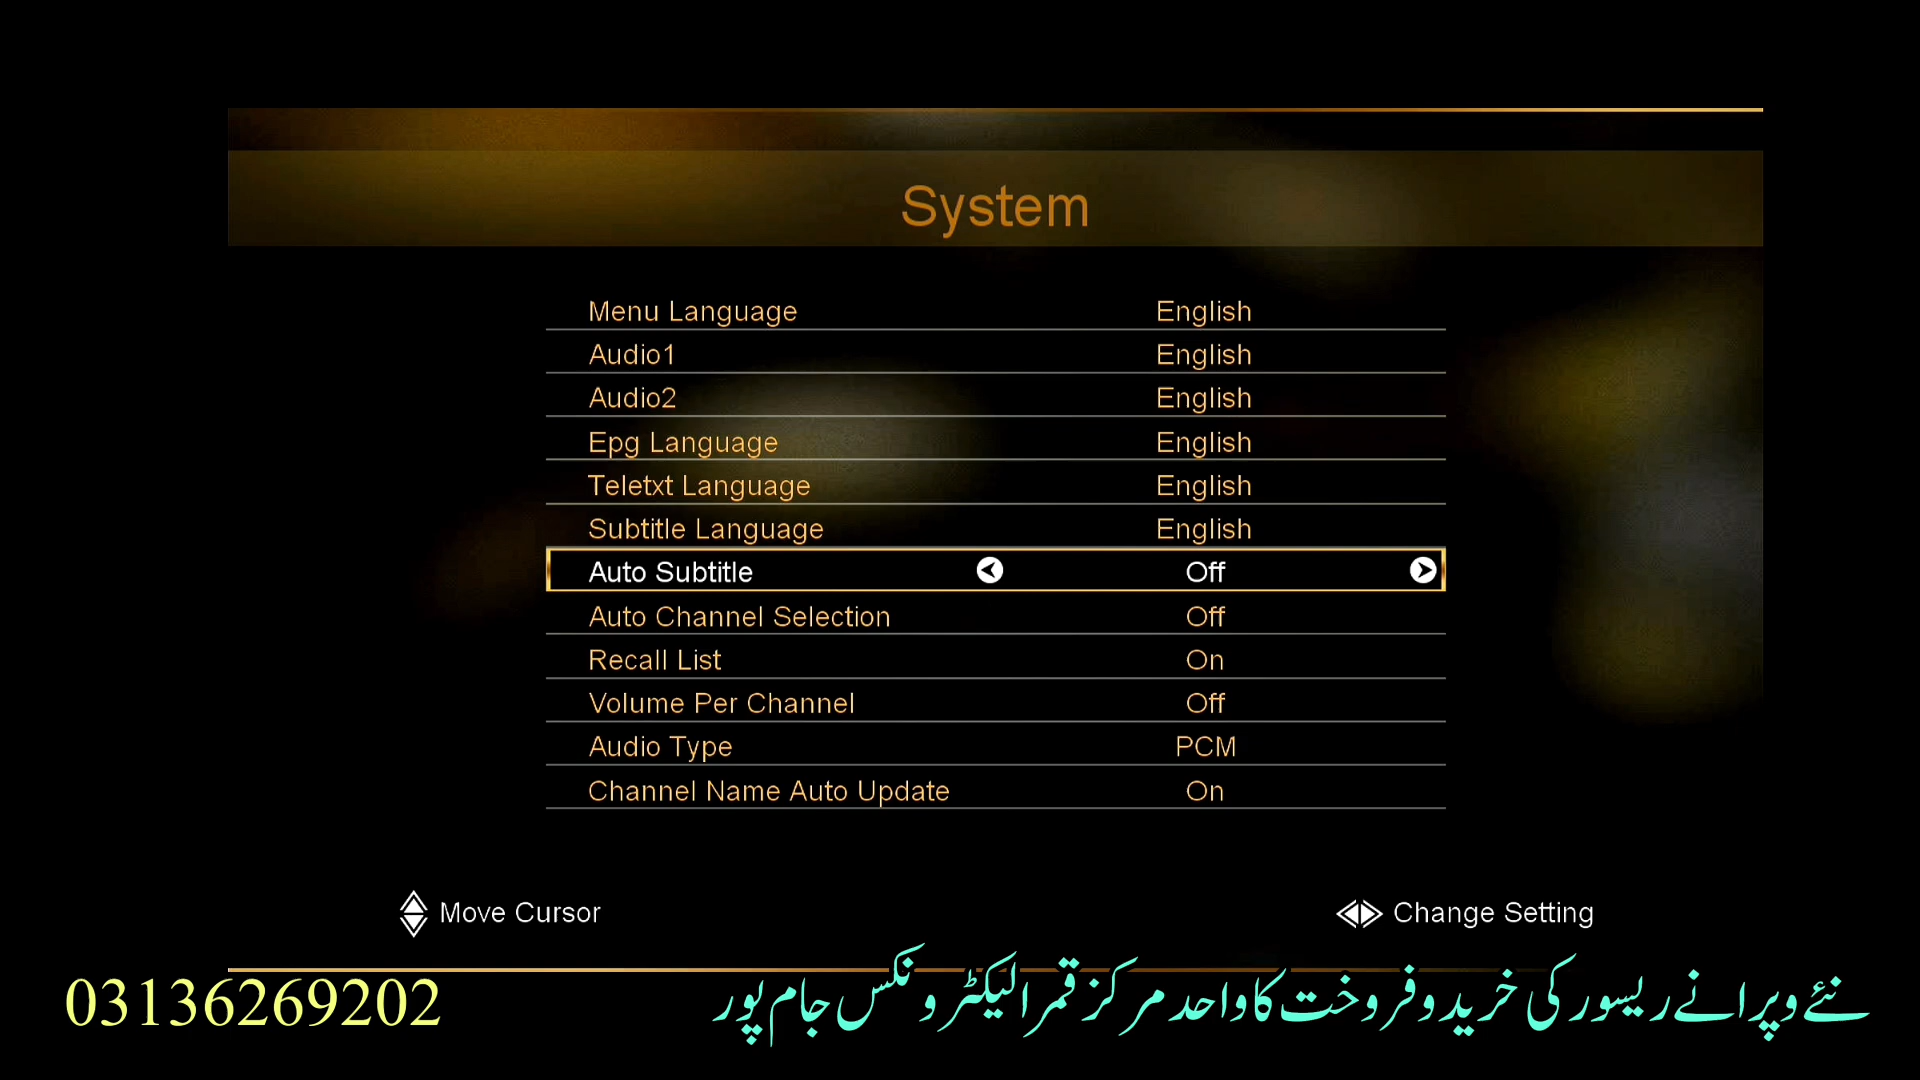 System
Menu Language English
Audio1 English
Audio2 English
Epg Language English
Teletxt Language English
Subtitle Language English
Auto Subtitle Off
Auto Channel Selection Off
Recall List On
Volume Per Channel Off
Audio Type PCM
Channel Name Auto Update On
Move Cursor Change Setting
03136269202 نئے و پرانے ریسور کی خرید و فروخت کا واحد مرکز قمر الیکٹرونکس جام پور